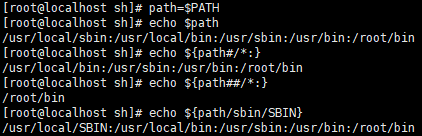 [root@localhost sh]# path=$PATH
[root@localhost sh]# echo $path
/usr/local/sbin:/usr/local/bin:/usr/sbin:/usr/bin:/root/bin
[root@localhost sh]# echo ${path#/*:}
/usr/local/bin:/usr/sbin:/usr/bin:/root/bin
[root@localhost sh]# echo ${path##/*:}
/root/bin
[root@localhost sh]# echo ${path/sbin/SBIN}
/usr/local/SBIN:/usr/local/bin:/usr/sbin:/usr/bin:/root/bin